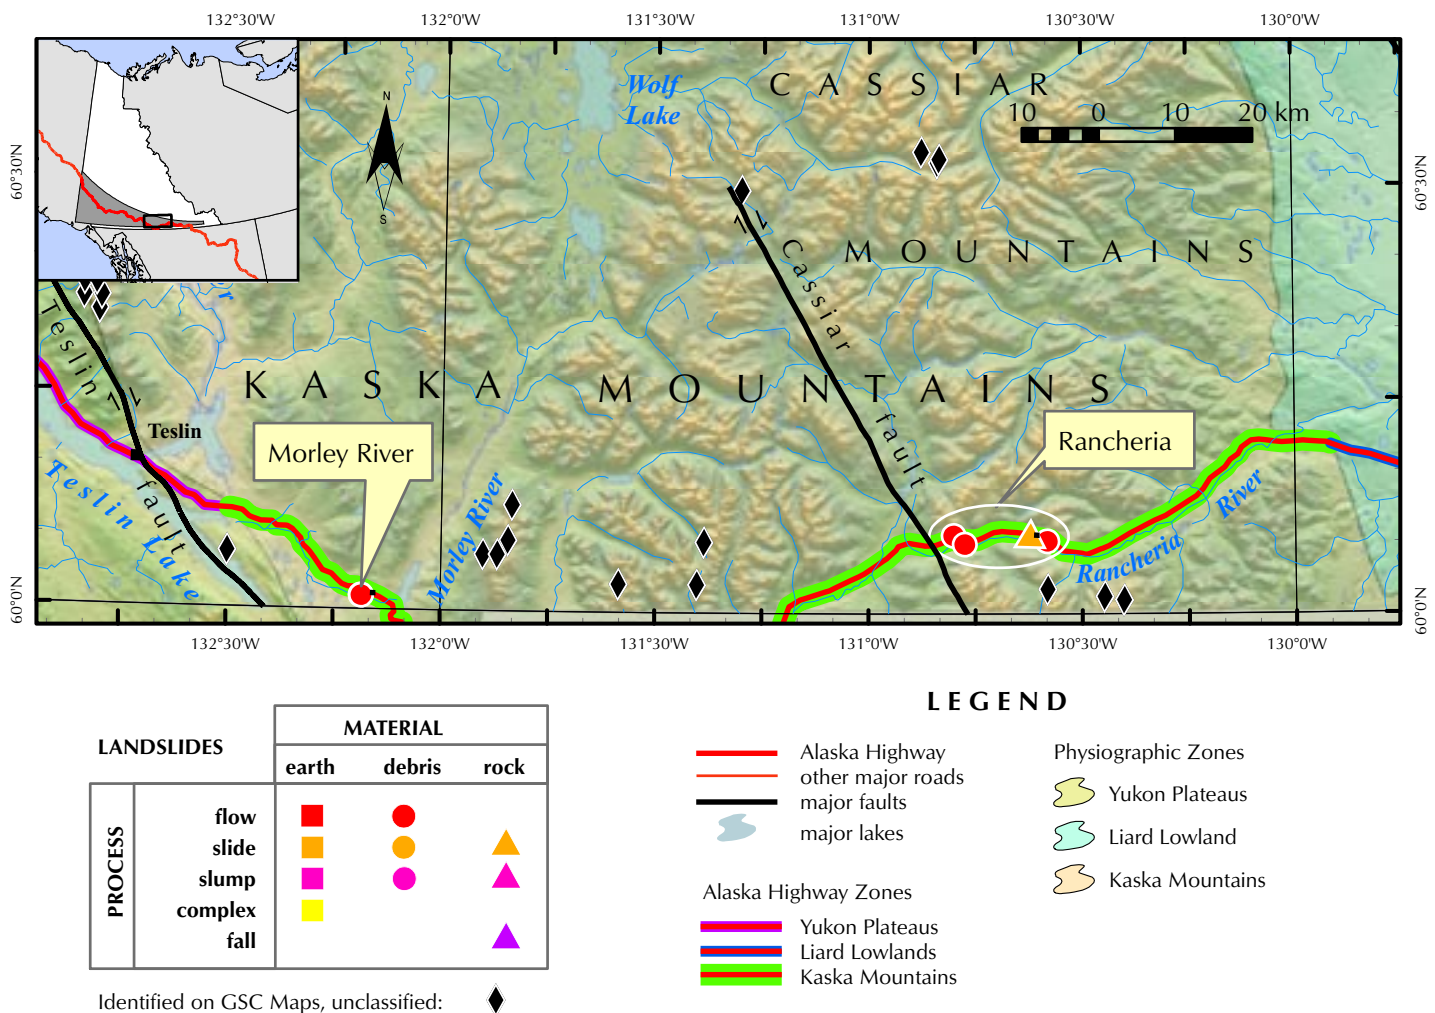 132°30'W 132°0'W 131°30'W 131°0'W 130°30'W 130°0'W
60°30'N
60°0'N
60°30'N
60°0'N
N
S
Wolf
Lake
CASSIAR
10 0 10 20 km
MOUNTAINS
Cassiar
fault
KASKA MOUNTAINS
Teslin
fault
Teslin
Teslin Lake
Morley River
Morley River
Rancheria
Rancheria
River
r
132°30'W 132°0'W 131°30'W 131°0'W 130°30'W 130°0'W
LANDSLIDES
MATERIAL
earth debris rock
PROCESS
flow
slide
slump
complex
fall
Identified on GSC Maps, unclassified:
LEGEND
Alaska Highway
other major roads
major faults
major lakes
Alaska Highway Zones
Yukon Plateaus
Liard Lowlands
Kaska Mountains
Physiographic Zones
Yukon Plateaus
Liard Lowland
Kaska Mountains